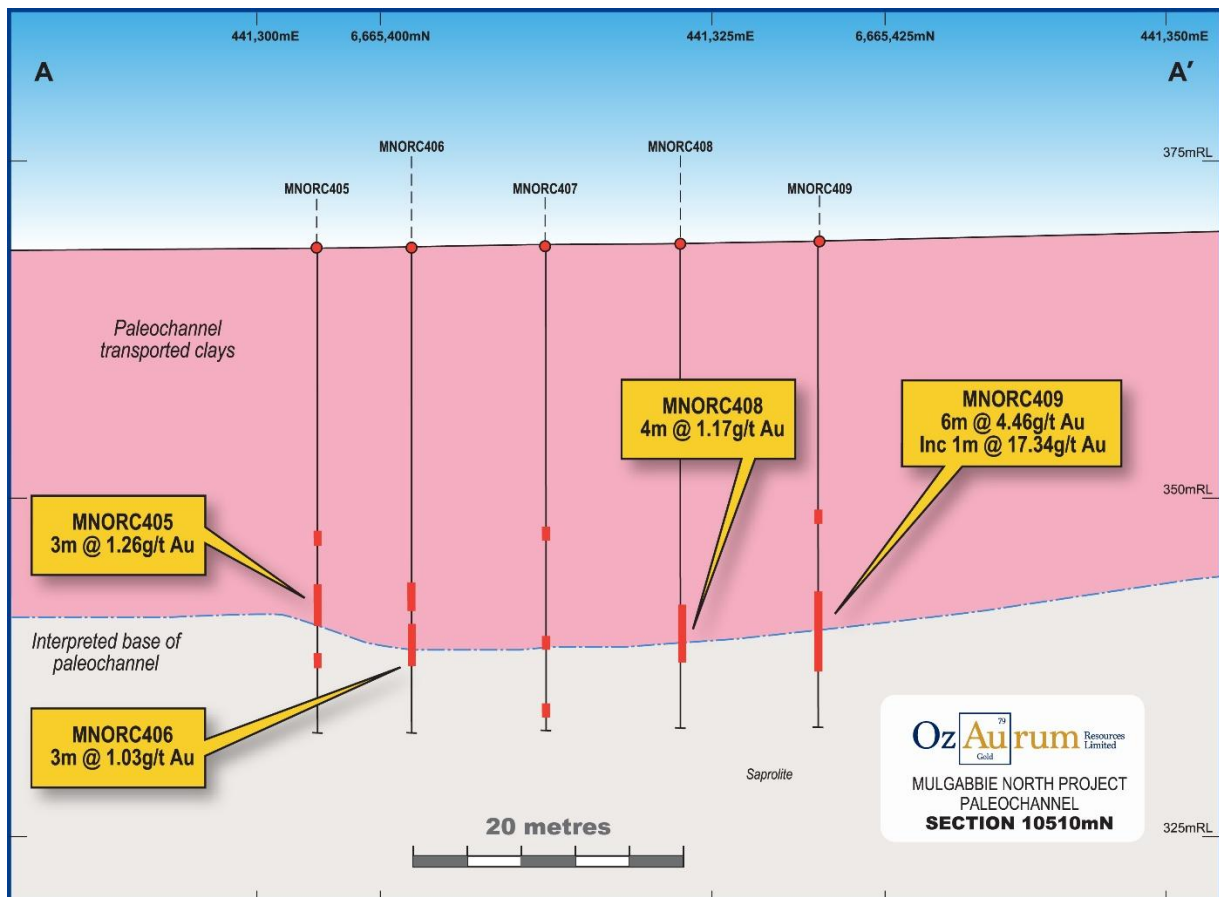 441,300mE
6,665,400mN
441,325mE
6,665,425mN
441,350mE
A
A′
MNORC406
MNORC408
375mRL
MNORC405
MNORC407
MNORC409
Paleochannel
transported clays
MNORC408
4m @ 1.17g/t Au
MNORC409
6m @ 4.46g/t Au
Inc 1m @ 17.34g/t Au
350mRL
MNORC405
3m @ 1.26g/t Au
Interpreted base of
paleochannel
MNORC406
3m @ 1.03g/t Au
Saprolite
79
Oz Aurum Resources
Limited
Gold
MULGABBIE NORTH PROJECT
PALEOCHANNEL
SECTION 10510mN
20 metres
325mRL